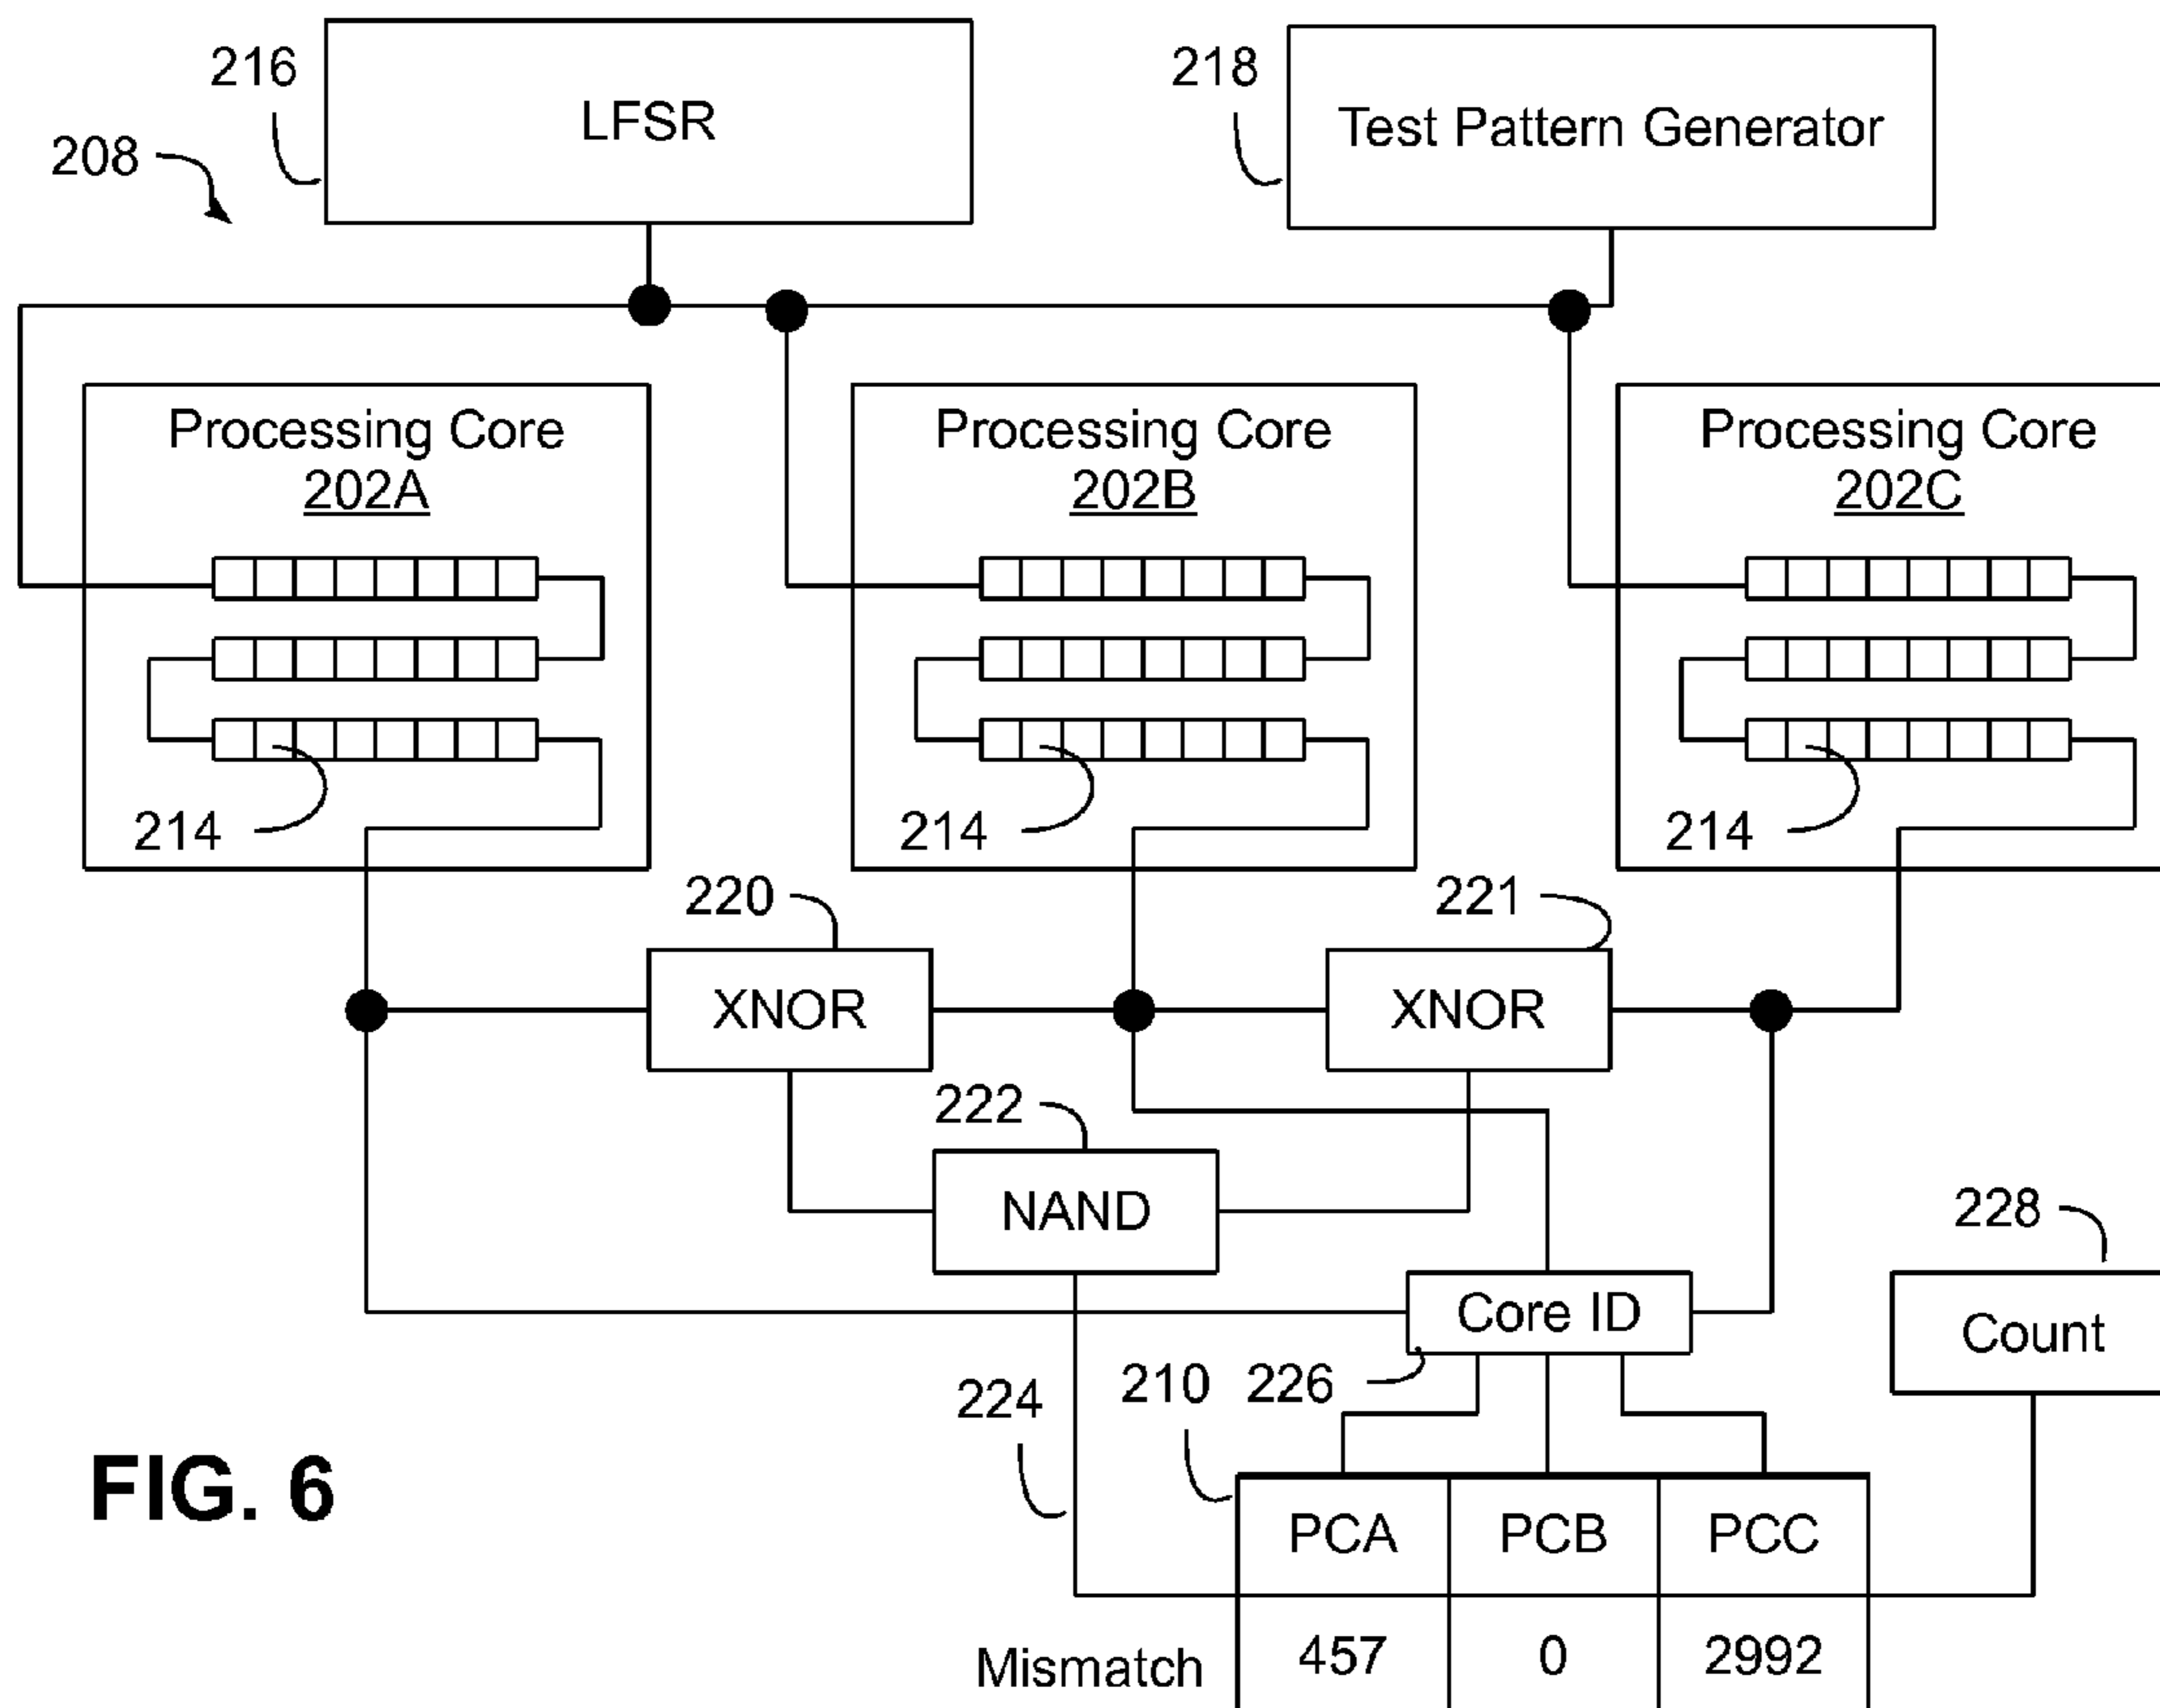 216
LFSR
218
Test Pattern Generator
208
Processing Core
202A
Processing Core
202B
Processing Core
202C
214
214
214
220
XNOR
221
XNOR
222
NAND
228
Count
Core ID
224
210
226
FIG. 6
PCA PCB PCC
Mismatch 457 0 2992